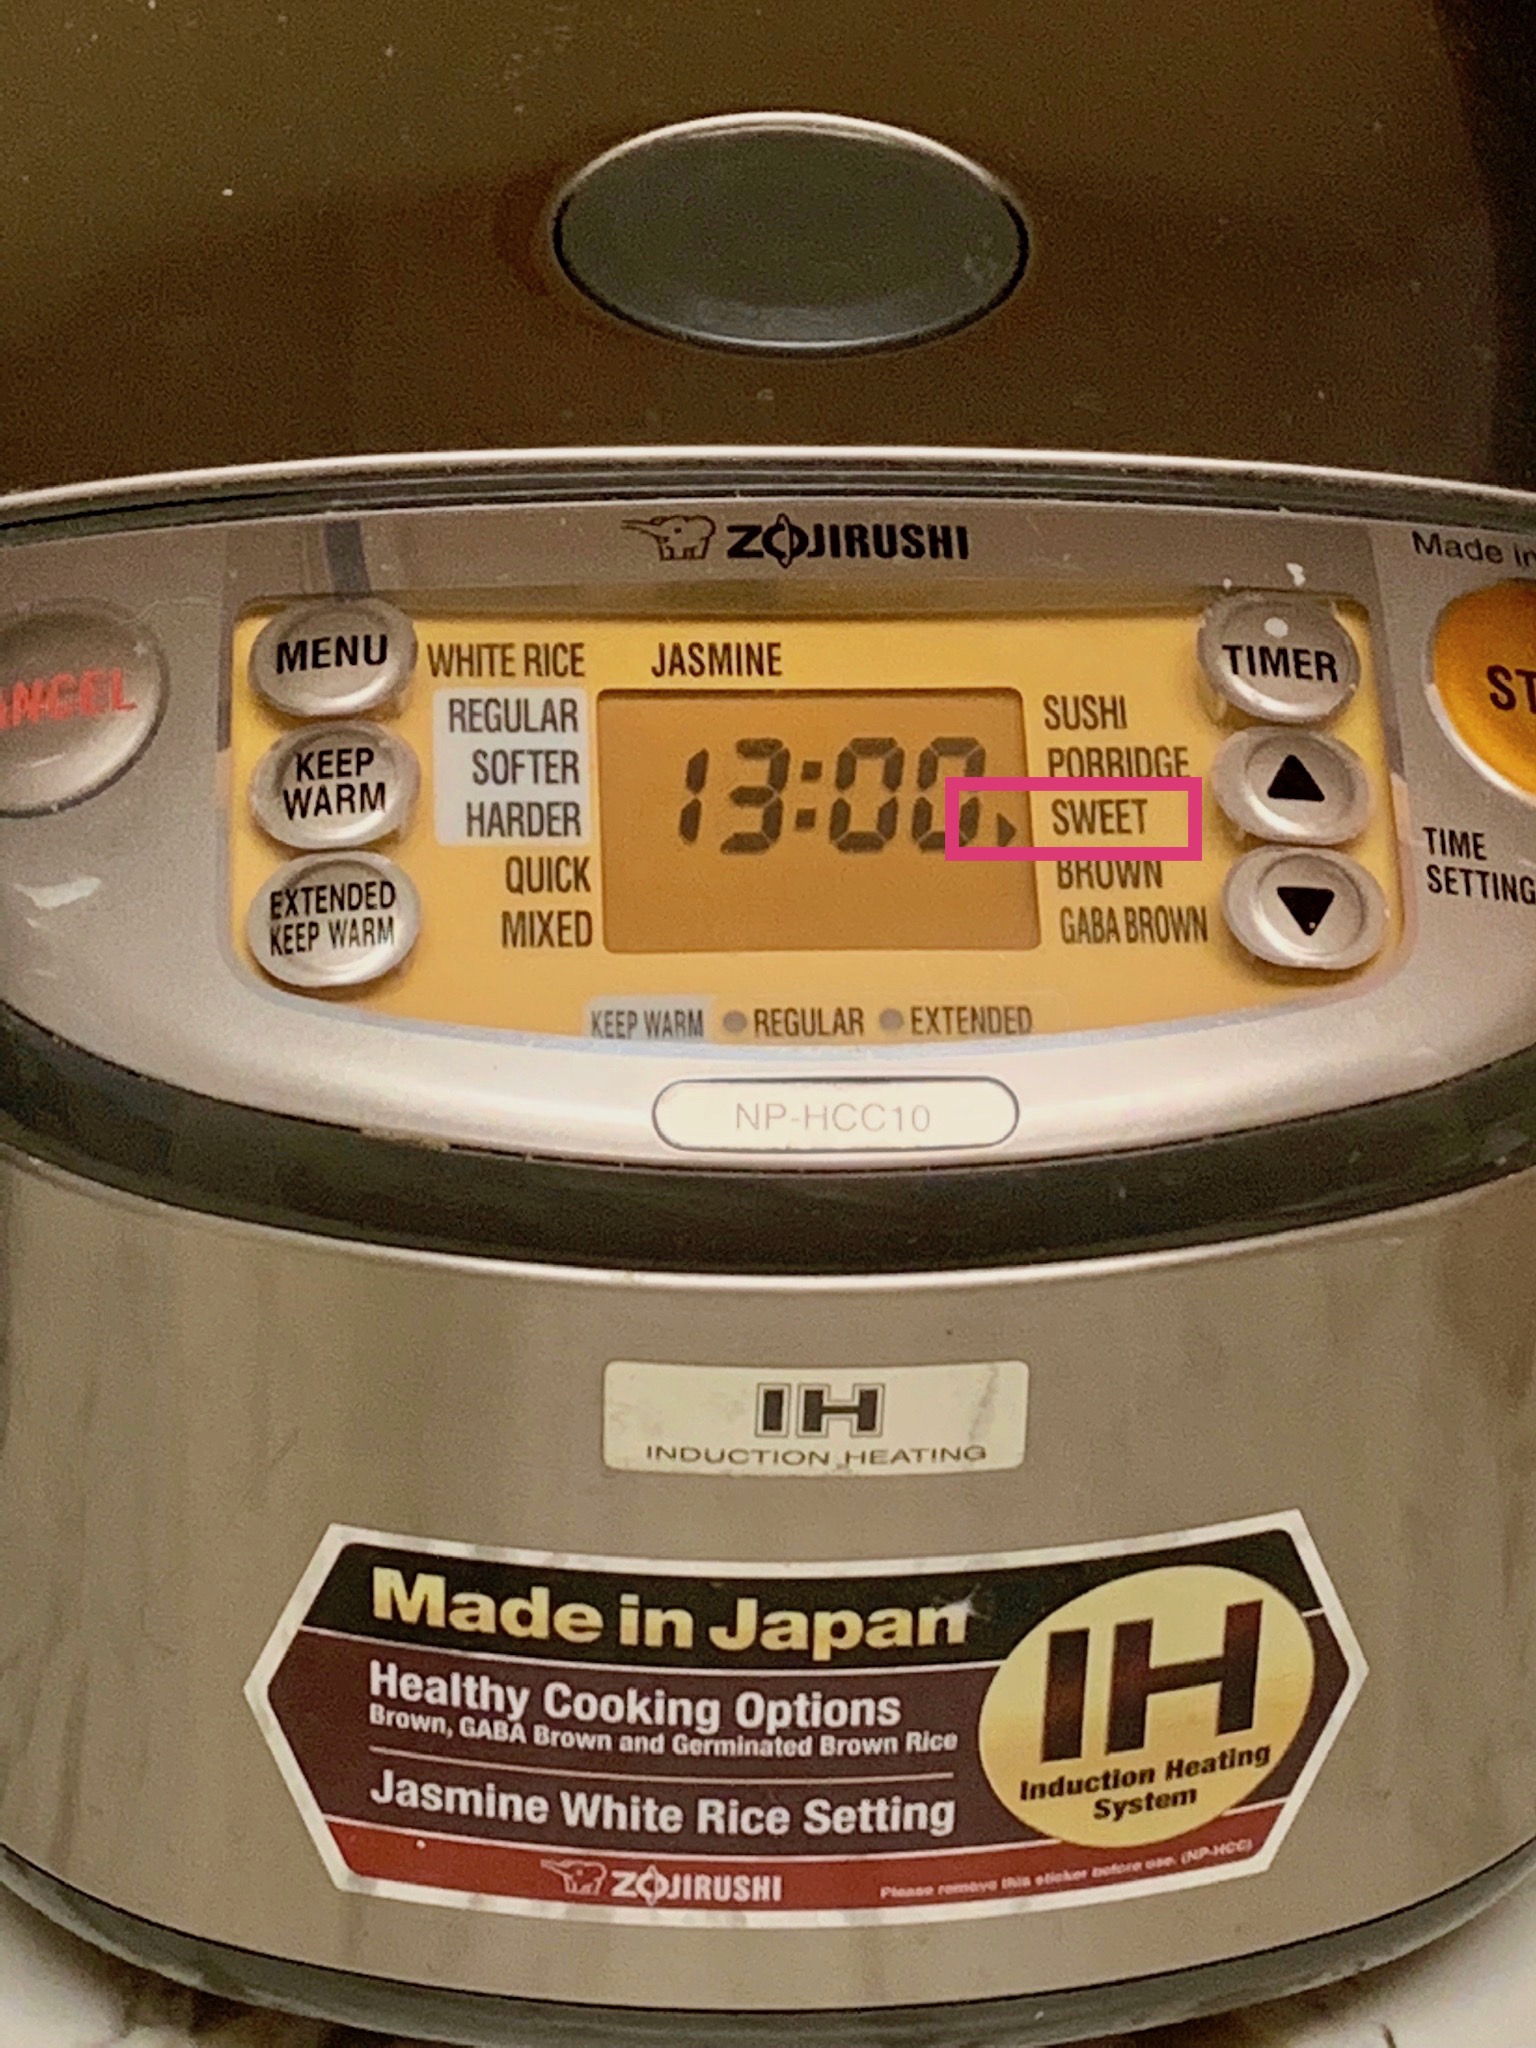 ZOJIRUSHI
Made in
MENU
WHITE RICE
JASMINE
TIMER
REGULAR
SOFTER
HARDER
QUICK
MIXED
KEEP
WARM
EXTENDED
KEEP WARM
13:00
SUSHI
PORRIDGE
SWEET
BROWN
GABA BROWN
TIME
SETTING
KEEP WARM REGULAR EXTENDED
NP-HCC10
IH
INDUCTION HEATING
Made in Japan
Healthy Cooking Options
Brown, GABA Brown and Germinated Brown Rice
Jasmine White Rice Setting
IH
Induction Heating
System
ZOJIRUSHI
Please remove this sticker before use. (NP-HCC)